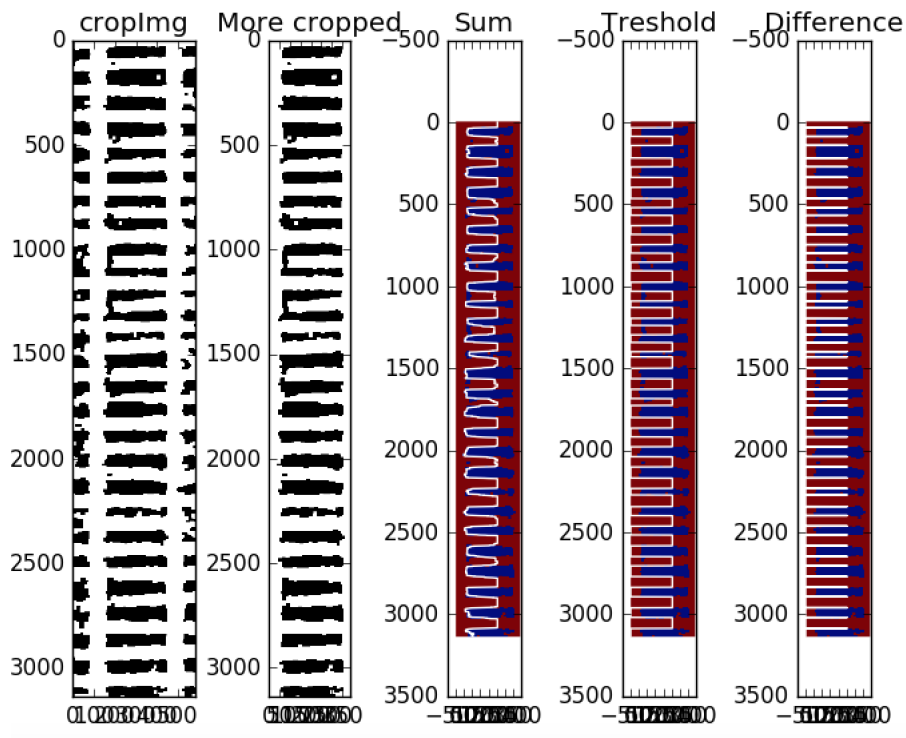 cropImg More cropped Sum Treshold Difference
0 0 −500 −500 −500
500 500 0 0 0
1000 1000 500 500 500
1500 1500 1000 1000 1000
2000 2000 1500 1500 1500
2500 2500 2000 2000 2000
3000 3000 2500 2500 2500
3000 3000 3000
3500 3500 3500